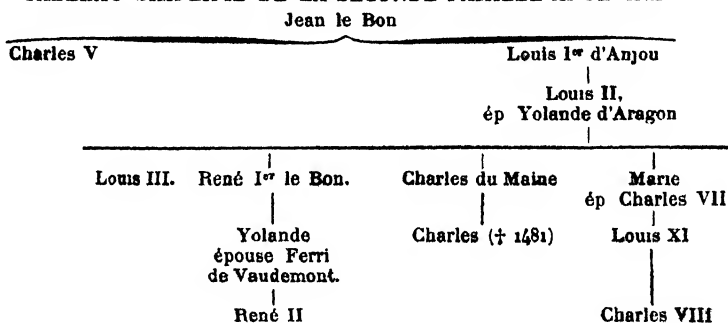 Jean le Bon
Charles V Louis Ier d'Anjou
Louis II,
ép Yolande d'Aragon
Louis III. René Ier le Bon. Charles du Maine Marie
ép Charles VII
Yolande Charles († 1481) Louis XI
épouse Ferri
de Vaudemont.
René II Charles VIII